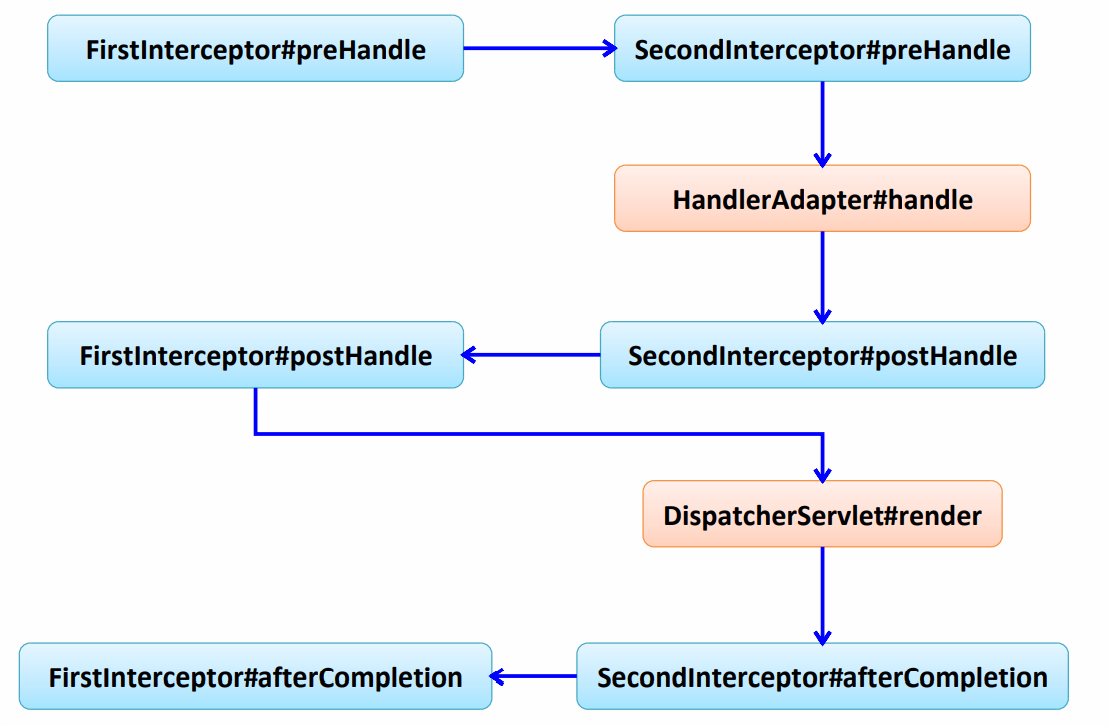 FirstInterceptor#preHandle
SecondInterceptor#preHandle
HandlerAdapter#handle
FirstInterceptor#postHandle
SecondInterceptor#postHandle
DispatcherServlet#render
FirstInterceptor#afterCompletion
SecondInterceptor#afterCompletion